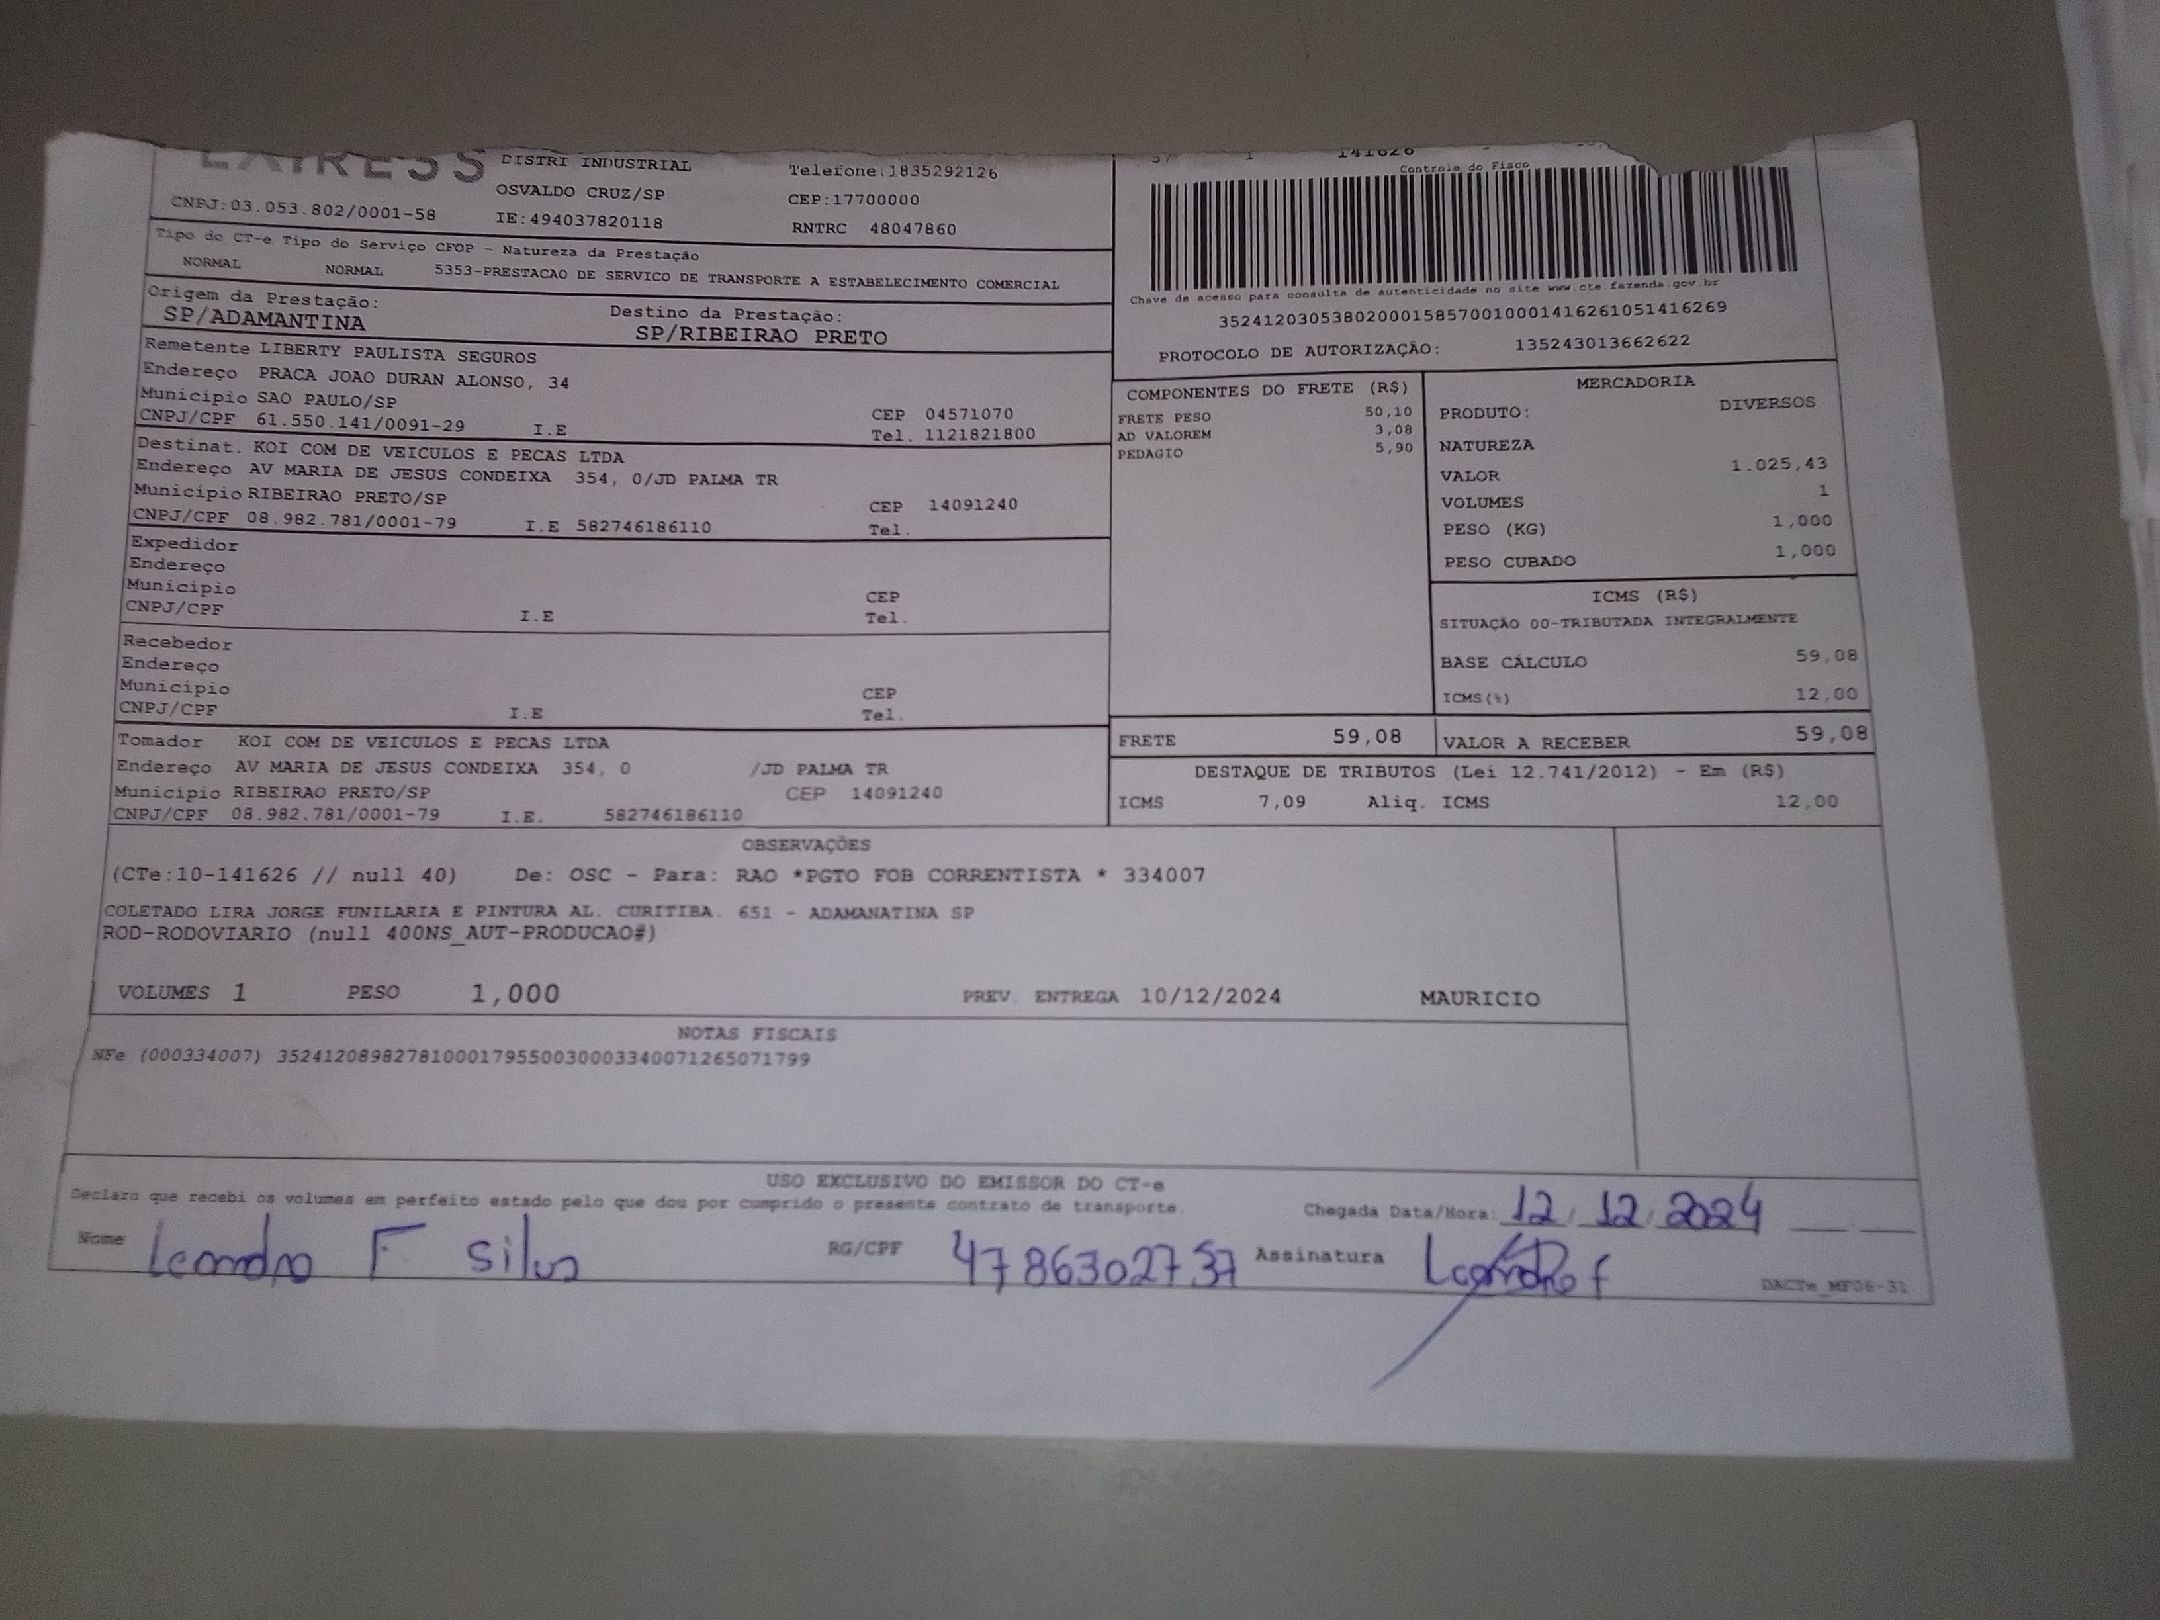 EXPRESS
DISTRI INDUSTRIAL Telefone:1835292126
OSVALDO CRUZ/SP CEP:17700000
CNPJ:03.053.802/0001-58 IE:494037820118 RNTRC 48047860
57 1 141626
Controle do Fisco
Tipo do CT-e Tipo do Serviço CFOP - Natureza da Prestação
NORMAL NORMAL 5353-PRESTACAO DE SERVICO DE TRANSPORTE A ESTABELECIMENTO COMERCIAL
Chave de acesso para consulta de autenticidade no site www.cte.fazenda.gov.br
35241203053802000158570010001416261051416269
PROTOCOLO DE AUTORIZAÇÃO: 135243013662622
Origem da Prestação: Destino da Prestação:
SP/ADAMANTINA SP/RIBEIRAO PRETO
Remetente LIBERTY PAULISTA SEGUROS
Endereço PRACA JOAO DURAN ALONSO, 34
Município SAO PAULO/SP CEP 04571070
CNPJ/CPF 61.550.141/0091-29 I.E Tel. 1121821800
Destinat. KOI COM DE VEICULOS E PECAS LTDA
Endereço AV MARIA DE JESUS CONDEIXA 354, 0/JD PALMA TR
Município RIBEIRAO PRETO/SP CEP 14091240
CNPJ/CPF 08.982.781/0001-79 I.E 582746186110 Tel.
Expedidor
Endereço
Município CEP
CNPJ/CPF I.E Tel.
Recebedor
Endereço
Município CEP
CNPJ/CPF I.E Tel.
Tomador KOI COM DE VEICULOS E PECAS LTDA
Endereço AV MARIA DE JESUS CONDEIXA 354, 0 /JD PALMA TR
Município RIBEIRAO PRETO/SP CEP 14091240
CNPJ/CPF 08.982.781/0001-79 I.E. 582746186110
COMPONENTES DO FRETE (R$)
FRETE PESO 50,10
AD VALOREM 3,08
PEDAGIO 5,90
MERCADORIA
PRODUTO: DIVERSOS
NATUREZA
VALOR 1.025,43
VOLUMES 1
PESO (KG) 1,000
PESO CUBADO 1,000
ICMS (R$)
SITUAÇÃO 00-TRIBUTADA INTEGRALMENTE
BASE CÁLCULO 59,08
ICMS(%) 12,00
FRETE 59,08 VALOR A RECEBER 59,08
DESTAQUE DE TRIBUTOS (Lei 12.741/2012) - Em (R$)
ICMS 7,09 Aliq. ICMS 12,00
OBSERVAÇÕES
(CTe:10-141626 // null 40) De: OSC - Para: RAO *PGTO FOB CORRENTISTA * 334007
COLETADO LIRA JORGE FUNILARIA E PINTURA AL. CURITIBA. 651 - ADAMANATINA SP
ROD-RODOVIARIO (null 400NS_AUT-PRODUCAO#)
VOLUMES 1 PESO 1,000 PREV. ENTREGA 10/12/2024 MAURICIO
NOTAS FISCAIS
NFe (000334007) 35241208982781000179550030003340071265071799
USO EXCLUSIVO DO EMISSOR DO CT-e
Declaro que recebi os volumes em perfeito estado pelo que dou por cumprido o presente contrato de transporte. Chegada Data/Hora: 12/12/2024
Nome Leandro F Silva RG/CPF 47863027 37 Assinatura Leandro f
DACTe_MF06-31